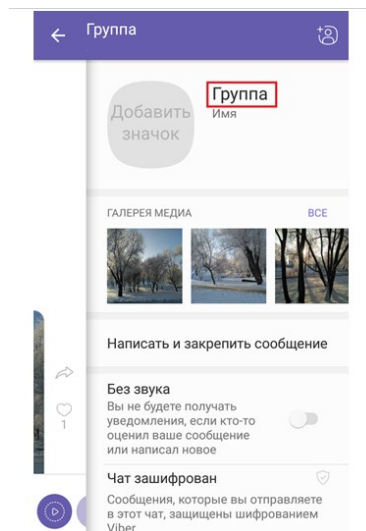 Группа
Добавить
значок
Группа
Имя
ГАЛЕРЕЯ МЕДИА
ВСЕ
Написать и закрепить сообщение
1
Без звука
Вы не будете получать
уведомления, если кто-то
оценил ваше сообщение
или написал новое
Чат зашифрован
Сообщения, которые вы отправляете
в этот чат, защищены шифрованием
Viber